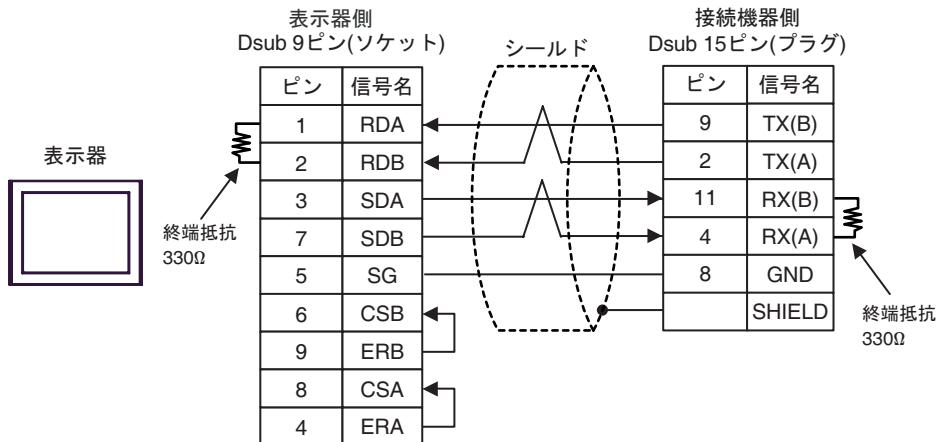 表示器側
Dsub 9ピン(ソケット)
シールド
接続機器側
Dsub 15ピン(プラグ)
ピン 信号名
1 RDA
2 RDB
3 SDA
7 SDB
5 SG
6 CSB
9 ERB
8 CSA
4 ERA
ピン 信号名
9 TX(B)
2 TX(A)
11 RX(B)
4 RX(A)
8 GND
SHIELD
表示器
終端抵抗
330Ω
終端抵抗
330Ω